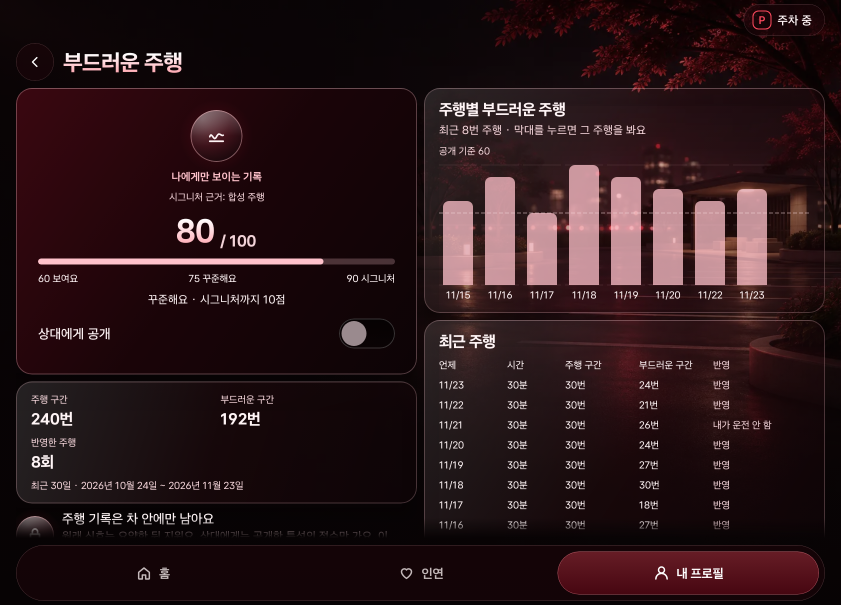 P 주차 중
부드러운 주행
나에게만 보이는 기록
시그니처 근거: 합성 주행
80 / 100
60 보여요 75 꾸준해요 90 시그니처
꾸준해요 · 시그니처까지 10점
상대에게 공개
주행 구간 부드러운 구간
240번 192번
반영한 주행
8회
최근 30일 · 2026년 10월 24일 ~ 2026년 11월 23일
주행 기록은 차 안에만 남아요
주행별 부드러운 주행
최근 8번 주행 · 막대를 누르면 그 주행을 봐요
공개 기준 60
11/15 11/16 11/17 11/18 11/19 11/20 11/22 11/23
최근 주행
언제 시간 주행 구간 부드러운 구간 반영
11/23 30분 30번 24번 반영
11/22 30분 30번 21번 반영
11/21 30분 30번 26번 내가 운전 안 함
11/20 30분 30번 24번 반영
11/19 30분 30번 27번 반영
11/18 30분 30번 30번 반영
11/17 30분 30번 18번 반영
11/16 30분 30번 27번 반영
홈 인연 내 프로필